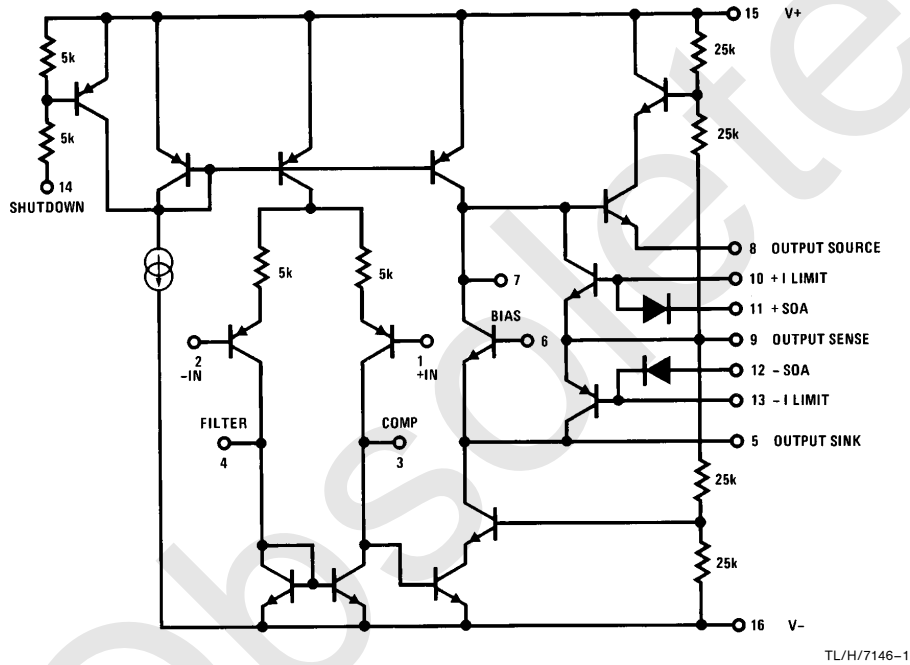 15 V+
5k
25k
5k
25k
14
SHUTDOWN
8 OUTPUT SOURCE
5k
5k
10 + I LIMIT
7
11 + SOA
BIAS
6
9 OUTPUT SENSE
2
-IN
1
+IN
12 - SOA
13 - I LIMIT
FILTER
4
COMP
3
5 OUTPUT SINK
25k
25k
16 V-
TL/H/7146-1
Obsolete